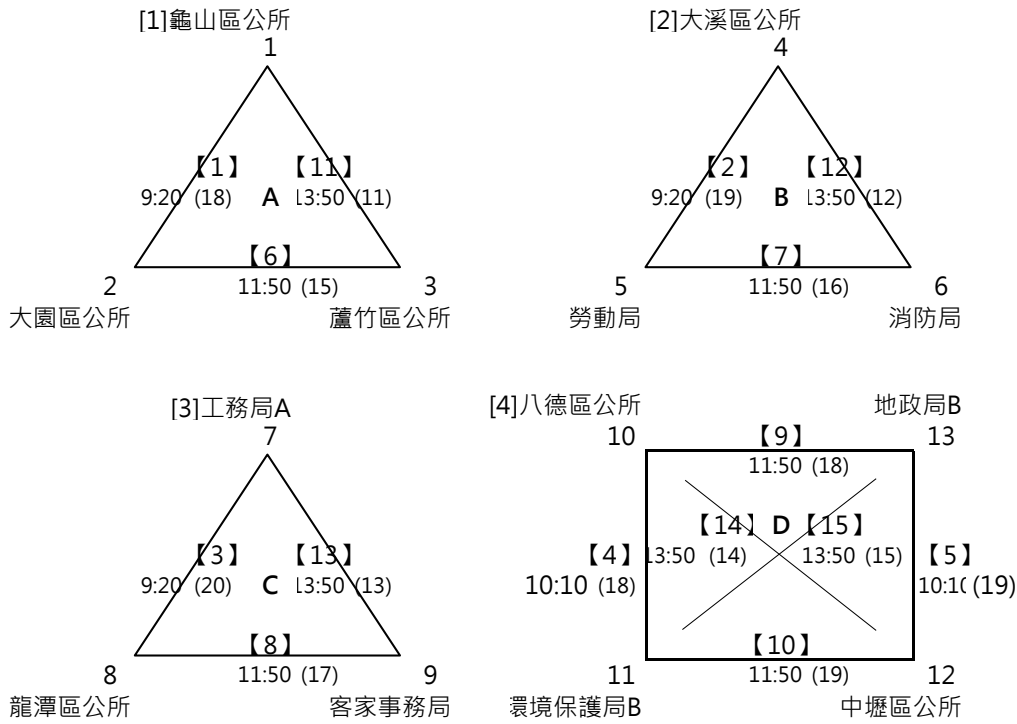 [1]龜山區公所
1
[2]大溪區公所
4
【1】 【11】
9:20 (18) A 13:50 (11)
【2】 【12】
9:20 (19) B 13:50 (12)
【6】
11:50 (15)
【7】
11:50 (16)
2 3
大園區公所 蘆竹區公所
5 6
勞動局 消防局
[3]工務局A
7
[4]八德區公所 地政局B
10 13
【9】
11:50 (18)
【3】 【13】
9:20 (20) C 13:50 (13)
【14】 D 【15】
【4】 13:50 (14) 13:50 (15) 【5】
10:10 (18) 10:10 (19)
【8】
11:50 (17)
【10】
11:50 (19)
8 9
龍潭區公所 客家事務局
11 12
環境保護局B 中壢區公所